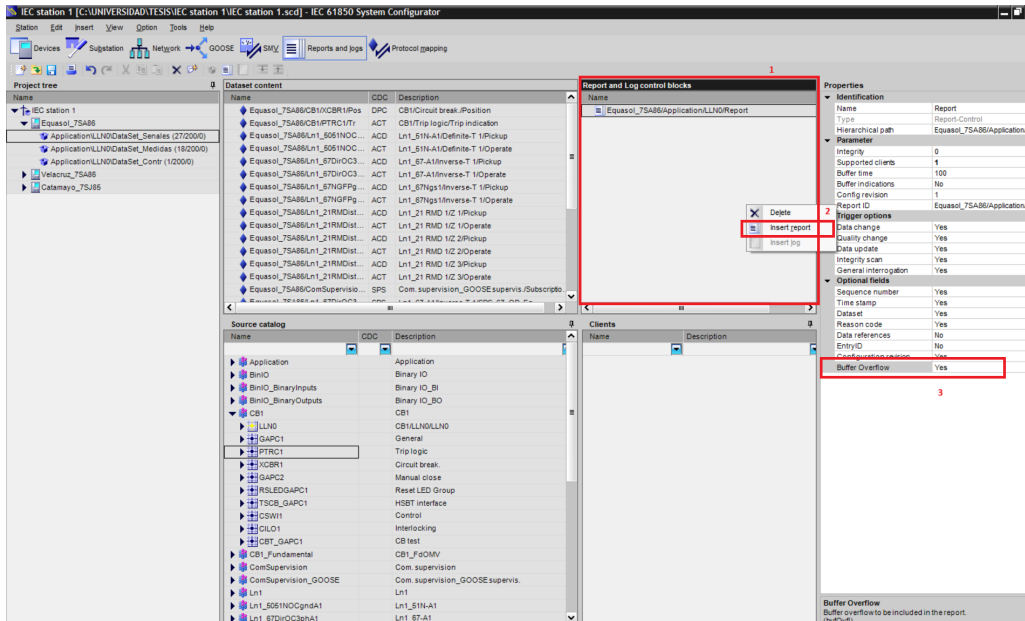 IEC station 1 [C:\UNIVERSIDAD\TESIS\IEC station 1\IEC station 1.scd] - IEC 61850 System Configurator
Station Edit Insert View Option Tools Help
Devices Substation Network GOOSE SMV Reports and logs Protocol mapping
1
Project tree
Name
IEC station 1
Equasol_7SA86
Application\LLN0\DataSet_Senales (27/200/0)
Application\LLN0\DataSet_Medidas (18/200/0)
Application\LLN0\DataSet_Contr (1/200/0)
Velacruz_7SA86
Catamayo_7SJ85
Dataset content
Name CDC Description
Equasol_7SA86/CB1/XCBR1/Pos DPC CB1/Circuit break./Position
Equasol_7SA86/CB1/PTRC1/Tr ACT CB1/Trip logic/Trip indication
Equasol_7SA86/Ln1_5051NOC... ACD Ln1_51N-A1/Definite-T 1/Pickup
Equasol_7SA86/Ln1_5051NOC... ACT Ln1_51N-A1/Definite-T 1/Operate
Equasol_7SA86/Ln1_67DirOC3... ACD Ln1_67-A1/Inverse-T 1/Pickup
Equasol_7SA86/Ln1_67DirOC3... ACT Ln1_67-A1/Inverse-T 1/Operate
Equasol_7SA86/Ln1_67NGFPg... ACD Ln1_67Ngs1/Inverse-T 1/Pickup
Equasol_7SA86/Ln1_67NGFPg... ACT Ln1_67Ngs1/Inverse-T 1/Operate
Equasol_7SA86/Ln1_21RMDist... ACD Ln1_21 RMD 1/Z 1/Pickup
Equasol_7SA86/Ln1_21RMDist... ACT Ln1_21 RMD 1/Z 1/Operate
Equasol_7SA86/Ln1_21RMDist... ACD Ln1_21 RMD 1/Z 2/Pickup
Equasol_7SA86/Ln1_21RMDist... ACT Ln1_21 RMD 1/Z 2/Operate
Equasol_7SA86/Ln1_21RMDist... ACD Ln1_21 RMD 1/Z 3/Pickup
Equasol_7SA86/Ln1_21RMDist... ACT Ln1_21 RMD 1/Z 3/Operate
Equasol_7SA86/ComSupervisio... SPS Com. supervision_GOOSE supervis./Subscripto.
Source catalog
Name CDC Description
Application Application
BinIO Binary IO
BinIO_BinaryInputs Binary IO_BI
BinIO_BinaryOutputs Binary IO_BO
CB1 CB1
LLN0 CB1/LLN0/LLN0
GAPC1 General
PTRC1 Trip logic
XCBR1 Circuit break.
GAPC2 Manual close
RSLEDGAPC1 Reset LED Group
TSCB_GAPC1 HSBT interface
CSWI1 Control
CILO1 Interlocking
CBT_GAPC1 CB test
CB1_Fundamental CB1_FdOMV
ComSupervision Com. supervision
ComSupervision_GOOSE Com. supervision_GOOSE supervis.
Ln1 Ln1
Ln1_5051NOCgndA1 Ln1_51N-A1
Ln1_67DirOC3phA1 Ln1_67-A1
Report and Log control blocks
Name
Equasol_7SA86/Application/LLN0/Report
Delete
Insert report
Insert log
2
Clients
Name Description
Properties
Identification
Name Report
Type Report-Control
Hierarchical path Equasol_7SA86/Application
Parameter
Integrity 0
Supported clients 1
Buffer time 100
Buffer indications No
Config revision 1
Report ID Equasol_7SA86/Application
Trigger options
Data change Yes
Quality change Yes
Data update Yes
Integrity scan Yes
General interrogation Yes
Optional fields
Sequence number Yes
Time stamp Yes
Dataset Yes
Reason code Yes
Data references No
EntryID No
Configuration revision Yes
Buffer Overflow Yes
3
Buffer Overflow
Buffer overflow to be included in the report.